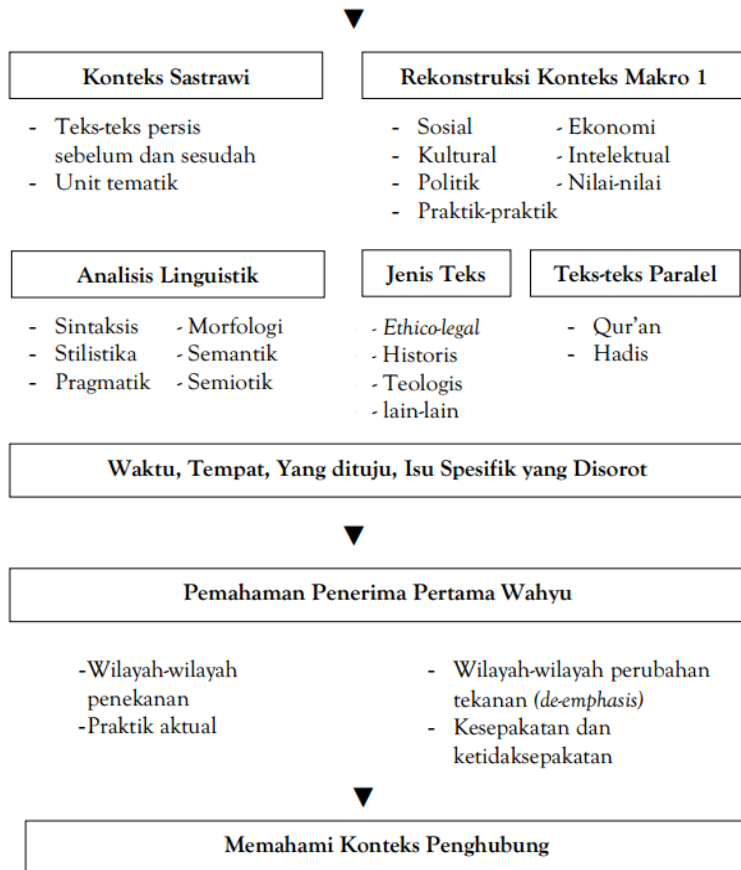 Konteks Sastrawi
Rekonstruksi Konteks Makro 1
- Teks-teks persis
sebelum dan sesudah
- Unit tematik
- Sosial - Ekonomi
- Kultural - Intelektual
- Politik - Nilai-nilai
- Praktik-praktik
Analisis Linguistik
Jenis Teks
Teks-teks Paralel
- Sintaksis - Morfologi
- Stilistika - Semantik
- Pragmatik - Semiotik
- Ethico-legal
- Historis
- Teologis
- lain-lain
- Qur’an
- Hadis
Waktu, Tempat, Yang dituju, Isu Spesifik yang Disorot
Pemahaman Penerima Pertama Wahyu
-Wilayah-wilayah
penekanan
-Praktik aktual
- Wilayah-wilayah perubahan
tekanan (de-emphasis)
- Kesepakatan dan
ketidaksepakatan
Memahami Konteks Penghubung